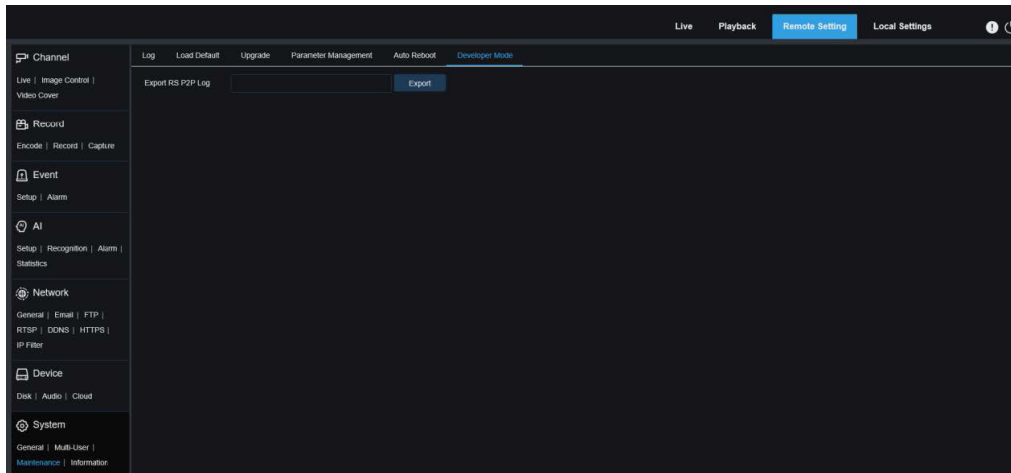 Live Playback Remote Setting Local Settings
Channel
Live | Image Control |
Video Cover
Record
Encode | Record | Capture
Event
Setup | Alarm
AI
Setup | Recognition | Alarm |
Statistics
Network
General | Email | FTP |
RTSP | DDNS | HTTPS |
IP Filter
Device
Disk | Audio | Cloud
System
General | Multi-User |
Maintenance | Information
Log Load Default Upgrade Parameter Management Auto Reboot Developer Mode
Export RS P2P Log Export